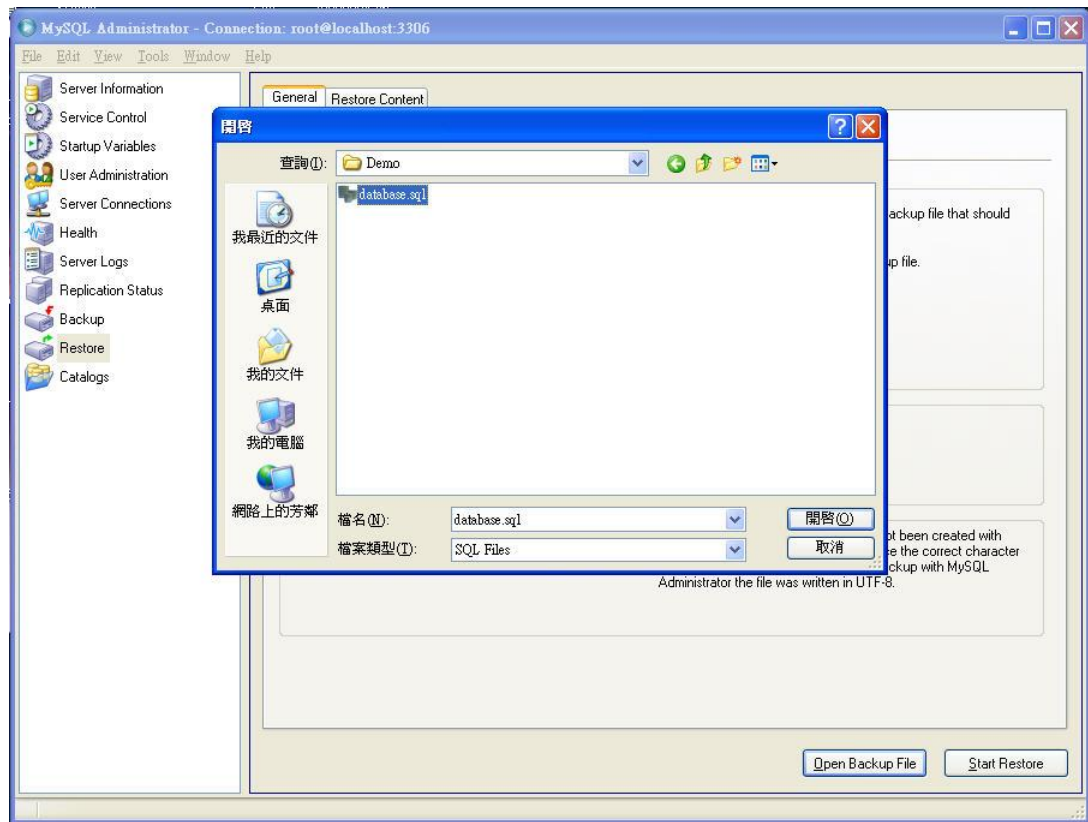 MySQL Administrator - Connection: root@localhost:3306
File Edit View Tools Window Help
Server Information
Service Control
Startup Variables
User Administration
Server Connections
Health
Server Logs
Replication Status
Backup
Restore
Catalogs
General Restore Content
開啓
查詢(I): Demo
database.sql
我最近的文件
桌面
我的文件
我的電腦
網路上的芳鄰
檔名(N): database.sql 開啓(O)
檔案類型(T): SQL Files 取消
ackup file that should
up file.
ot been created with
ce the correct character
ckup with MySQL
Administrator the file was written in UTF-8.
Open Backup File Start Restore